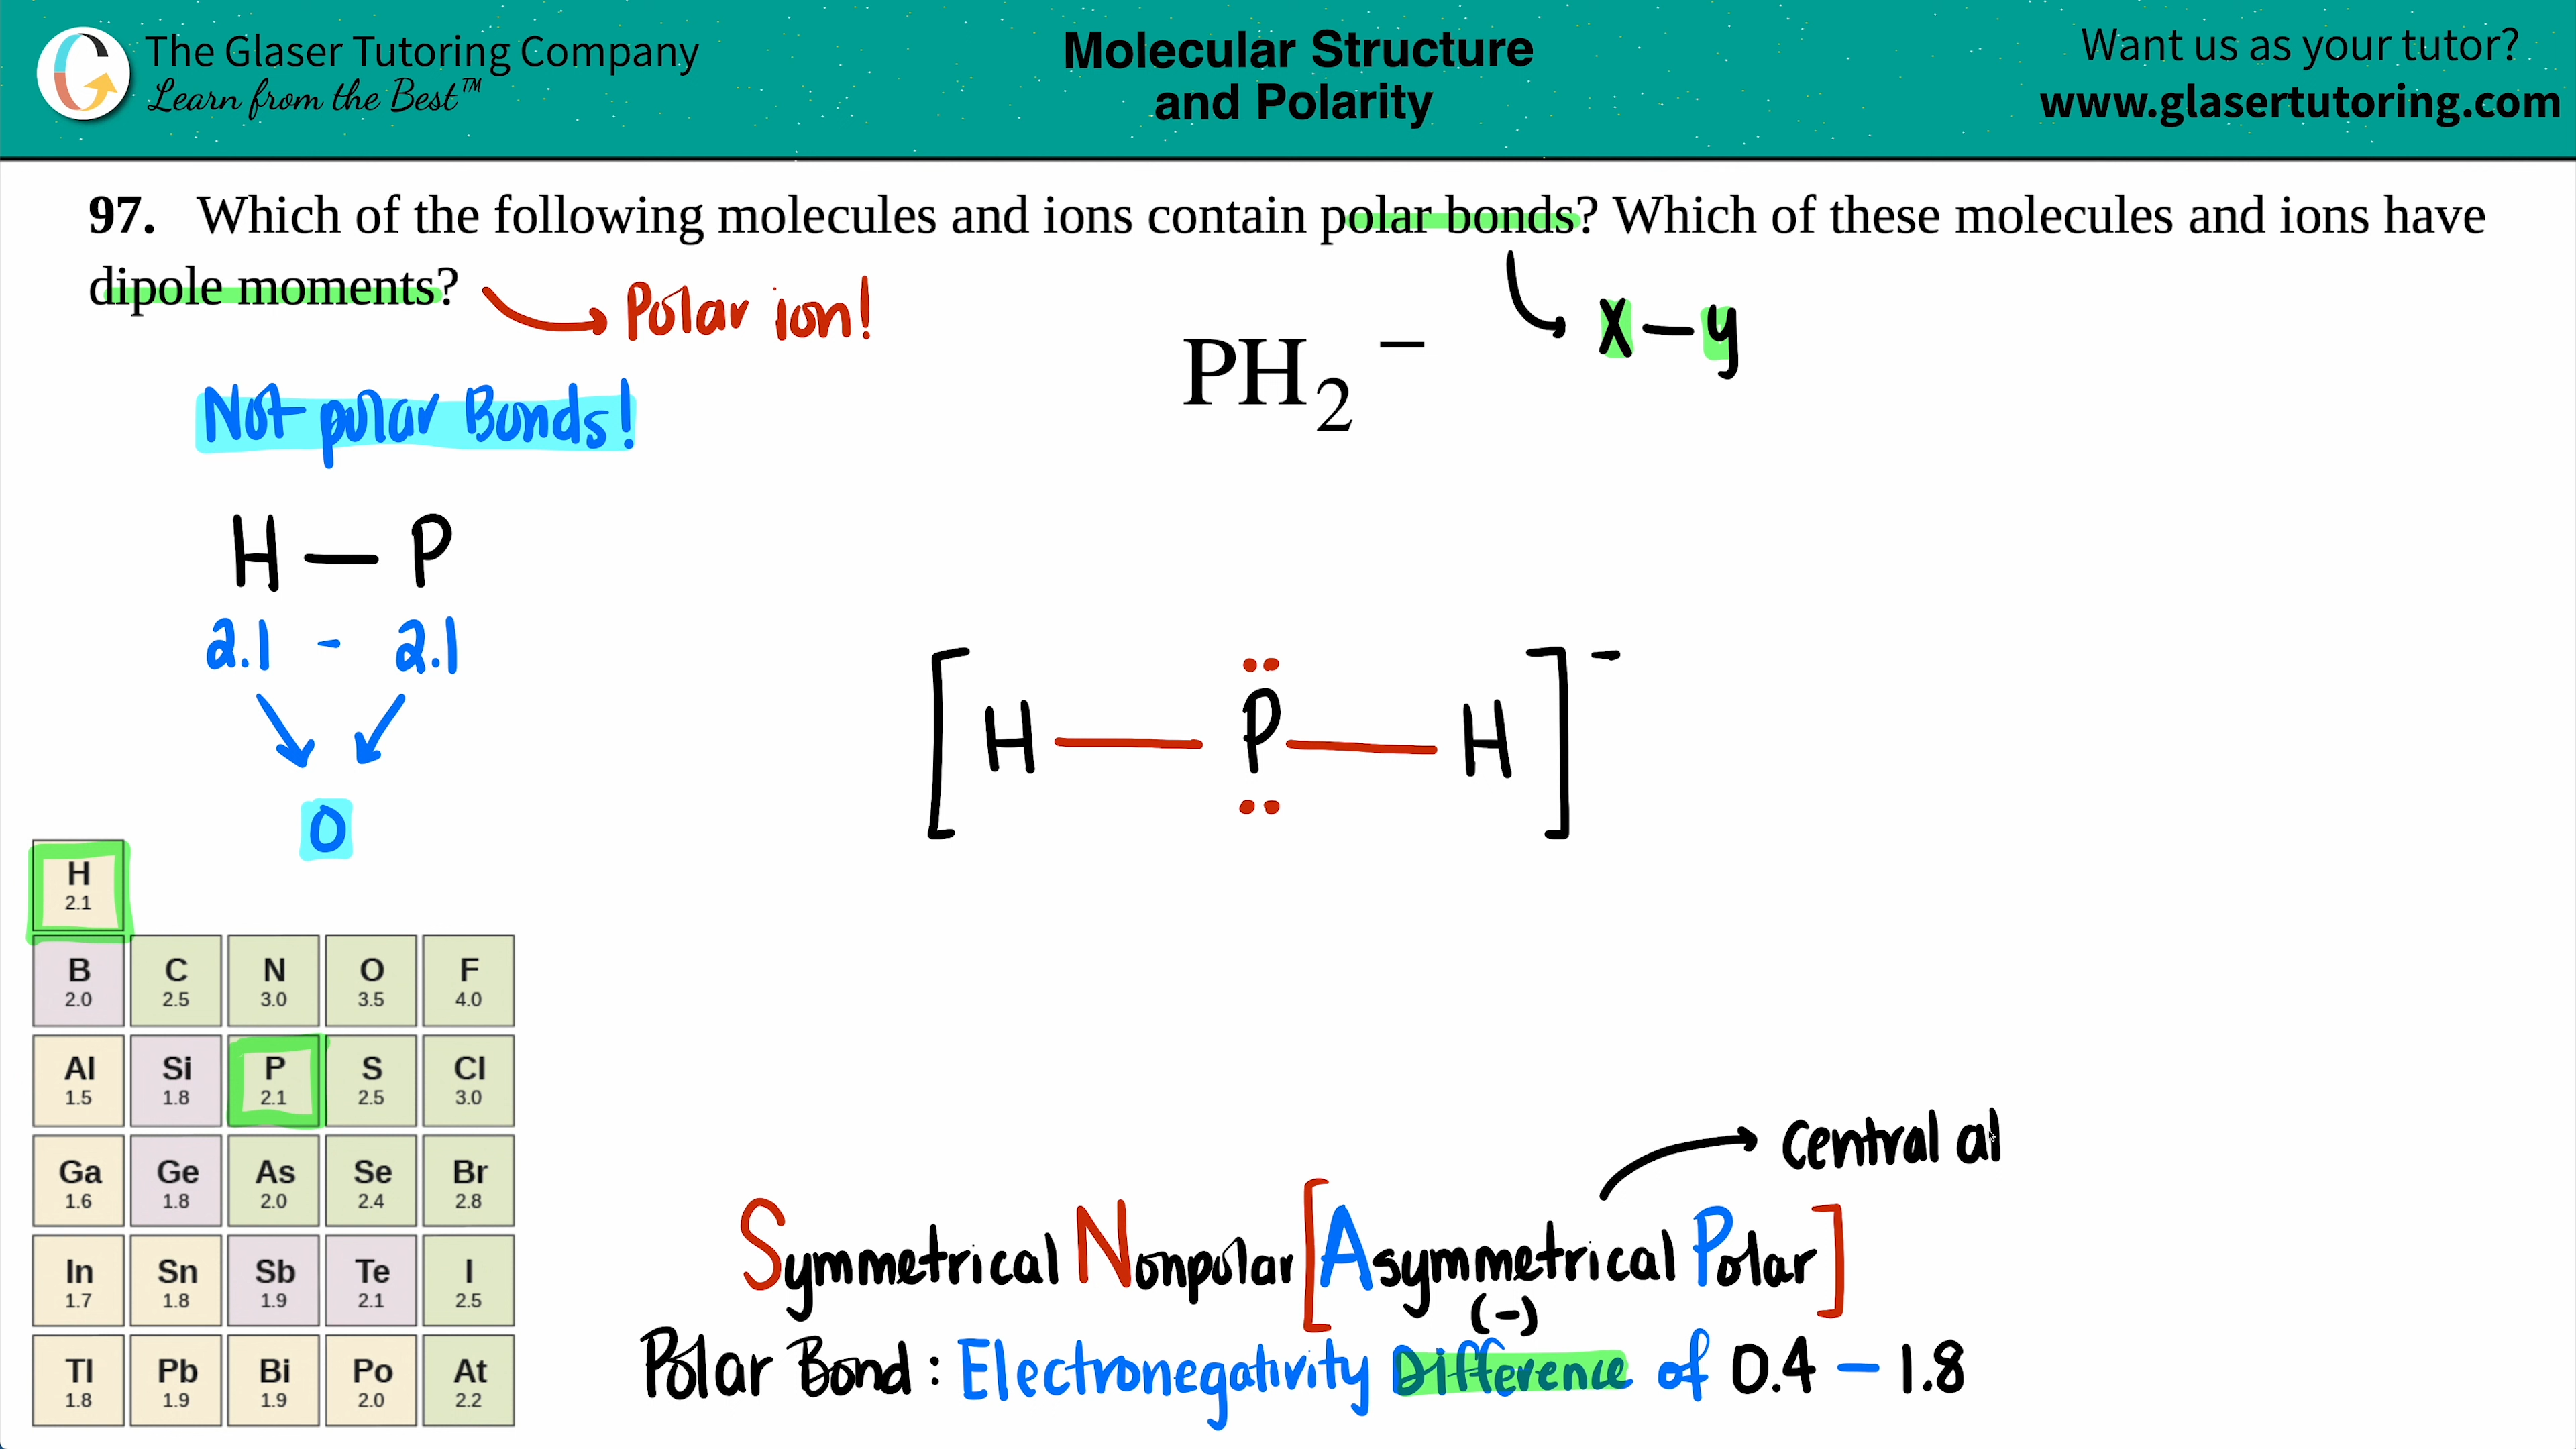 The Glaser Tutoring Company
Learn from the Best™
Molecular Structure
and Polarity
Want us as your tutor?
www.glasertutoring.com
97. Which of the following molecules and ions contain polar bonds? Which of these molecules and ions have
dipole moments?
Polar ion!
X — y
PH₂⁻
Not polar Bonds!
H — P
2.1 - 2.1
0
[H — P — H]⁻
H
2.1
B C N O F
2.0 2.5 3.0 3.5 4.0
Al Si P S Cl
1.5 1.8 2.1 2.5 3.0
Ga Ge As Se Br
1.6 1.8 2.0 2.4 2.8
In Sn Sb Te I
1.7 1.8 1.9 2.1 2.5
Tl Pb Bi Po At
1.8 1.9 1.9 2.0 2.2
central al
Symmetrical Nonpolar [Asymmetrical Polar]
(-)
Polar Bond: Electronegativity Difference of 0.4 – 1.8